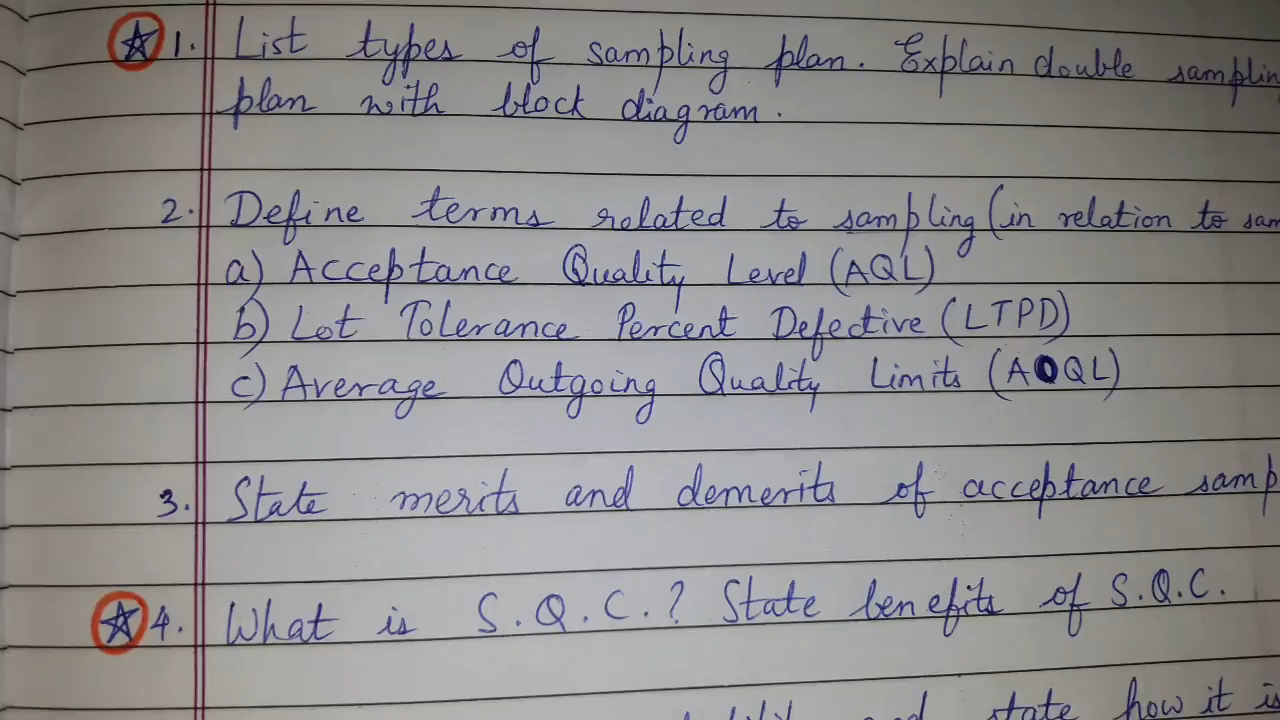 1. List types of sampling plan. Explain double samplin
plan with block diagram.
2. Define terms related to sampling (in relation to sam
a) Acceptance Quality Level (AQL)
b) Lot Tolerance Percent Defective (LTPD)
c) Average Outgoing Quality Limits (AOQL)
3. State merits and demerits of acceptance samp
4. What is S.Q.C.? State benefits of S.Q.C.
and state how it is